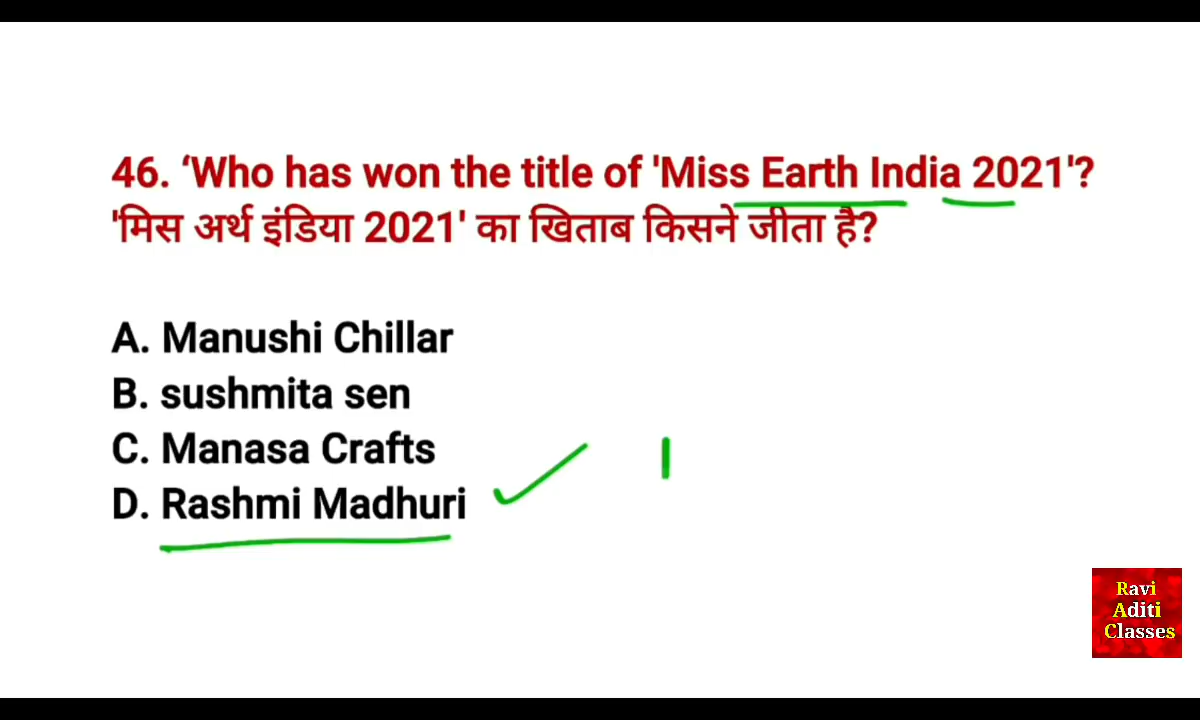 46. ‘Who has won the title of 'Miss Earth India 2021'?
'मिस अर्थ इंडिया 2021' का खिताब किसने जीता है?
A. Manushi Chillar
B. sushmita sen
C. Manasa Crafts
D. Rashmi Madhuri
Ravi
Aditi
Classes